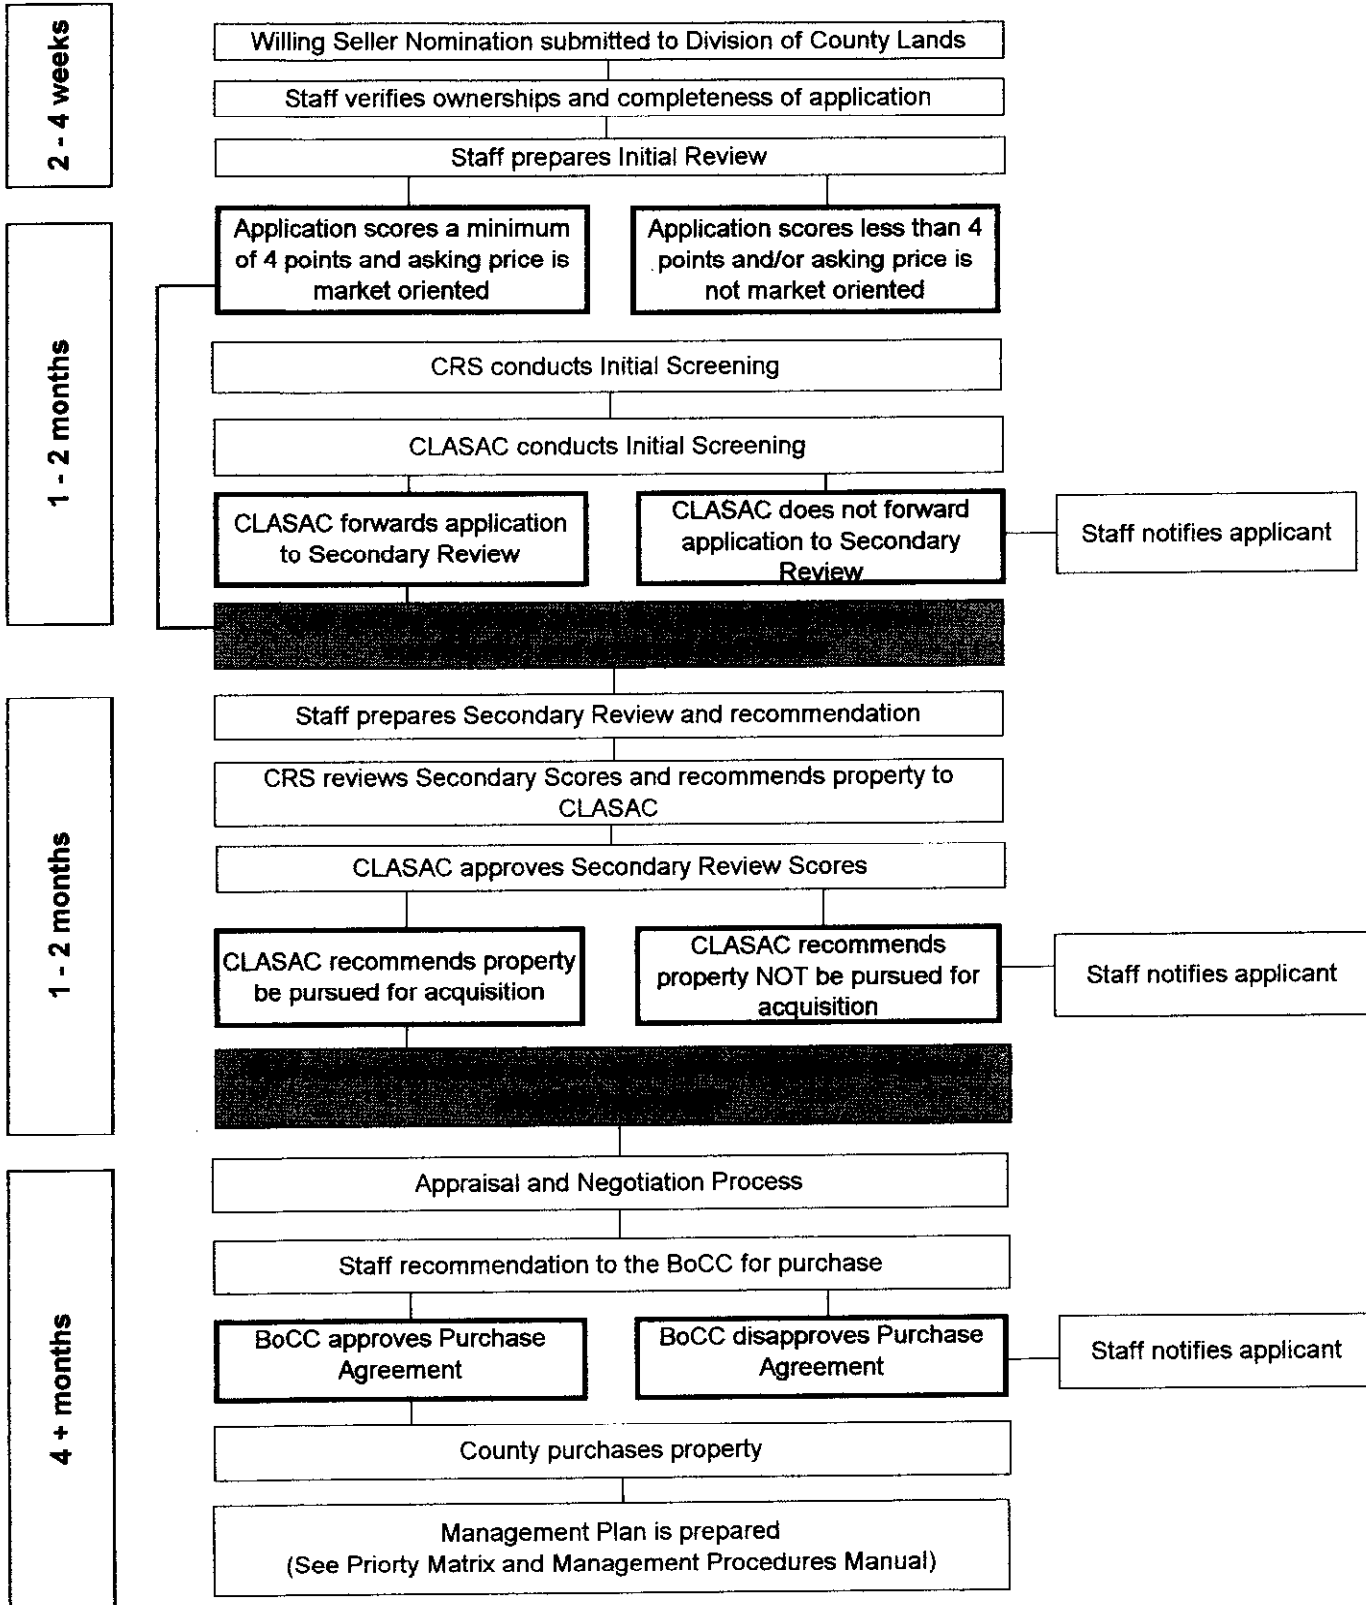 2 - 4 weeks
Willing Seller Nomination submitted to Division of County Lands
Staff verifies ownerships and completeness of application
Staff prepares Initial Review
1 - 2 months
Application scores a minimum
of 4 points and asking price is
market oriented
Application scores less than 4
points and/or asking price is
not market oriented
CRS conducts Initial Screening
CLASAC conducts Initial Screening
CLASAC forwards application
to Secondary Review
CLASAC does not forward
application to Secondary
Review
Staff notifies applicant
1 - 2 months
Staff prepares Secondary Review and recommendation
CRS reviews Secondary Scores and recommends property to
CLASAC
CLASAC approves Secondary Review Scores
CLASAC recommends property
be pursued for acquisition
CLASAC recommends
property NOT be pursued for
acquisition
Staff notifies applicant
4 + months
Appraisal and Negotiation Process
Staff recommendation to the BoCC for purchase
BoCC approves Purchase
Agreement
BoCC disapproves Purchase
Agreement
Staff notifies applicant
County purchases property
Management Plan is prepared
(See Priorty Matrix and Management Procedures Manual)